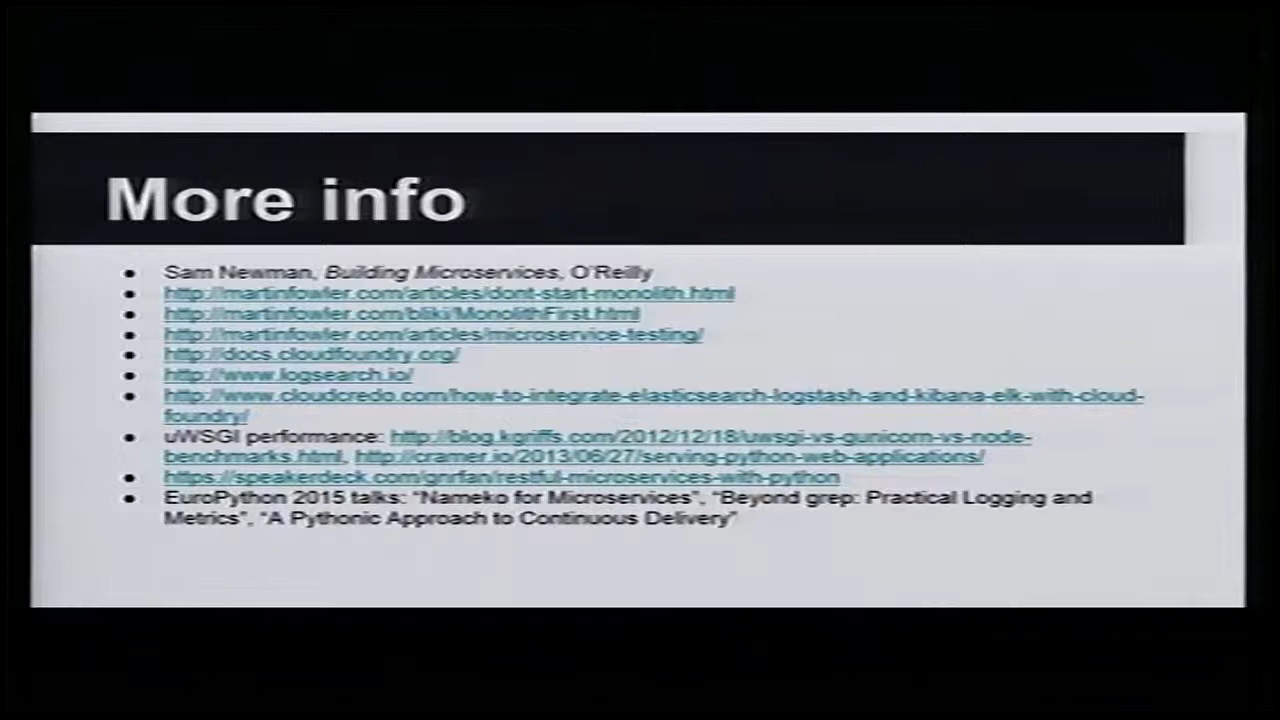 More info
Sam Newman, Building Microservices, O'Reilly
http://martinfowler.com/articles/dont-start-monolith.html
http://martinfowler.com/bliki/MonolithFirst.html
http://martinfowler.com/articles/microservice-testing/
http://docs.cloudfoundry.org/
http://www.logsearch.io/
http://www.cloudcredo.com/how-to-integrate-elasticsearch-logstash-and-kibana-elk-with-cloud-
foundry/
uWSGI performance: http://blog.kgriffs.com/2012/12/18/uwsgi-vs-gunicorn-vs-node-
benchmarks.html, http://cramer.io/2013/06/27/serving-python-web-applications/
https://speakerdeck.com/gnrfan/restful-microservices-with-python
EuroPython 2015 talks: "Nameko for Microservices", "Beyond grep: Practical Logging and
Metrics", "A Pythonic Approach to Continuous Delivery"